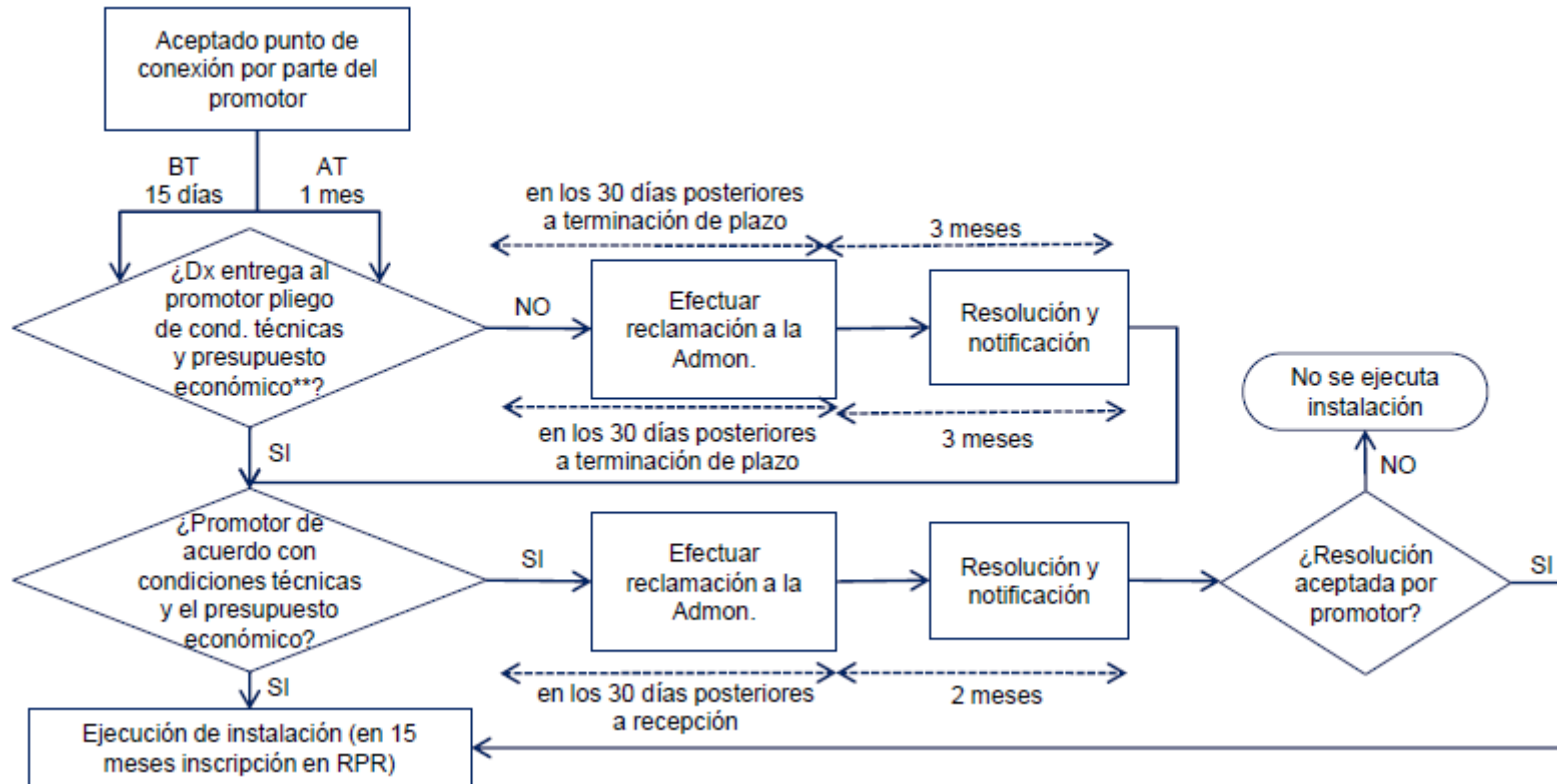 Aceptado punto de
conexión por parte del
promotor
BT
15 días
AT
1 mes
¿Dx entrega al
promotor pliego
de cond. técnicas
y presupuesto
económico**?
NO
en los 30 días posteriores
a terminación de plazo
3 meses
Efectuar
reclamación a la
Admon.
Resolución y
notificación
en los 30 días posteriores
a terminación de plazo
3 meses
SI
¿Promotor de
acuerdo con
condiciones técnicas
y el presupuesto
económico?
SI
Efectuar
reclamación a la
Admon.
Resolución y
notificación
en los 30 días posteriores
a recepción
2 meses
¿Resolución
aceptada por
promotor?
NO
No se ejecuta
instalación
SI
SI
Ejecución de instalación (en 15
meses inscripción en RPR)